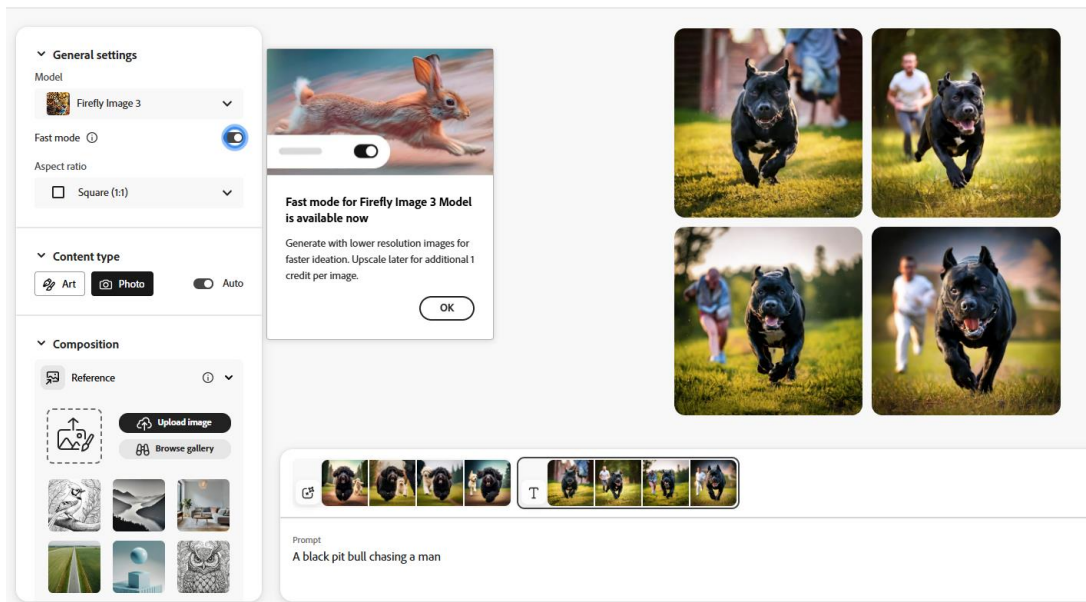 General settings
Model
Firefly Image 3
Fast mode
Aspect ratio
Square (1:1)
Content type
Art
Photo
Auto
Composition
Reference
Upload image
Browse gallery
Fast mode for Firefly Image 3 Model
is available now
Generate with lower resolution images for
faster ideation. Upscale later for additional 1
credit per image.
OK
T
Prompt
A black pit bull chasing a man